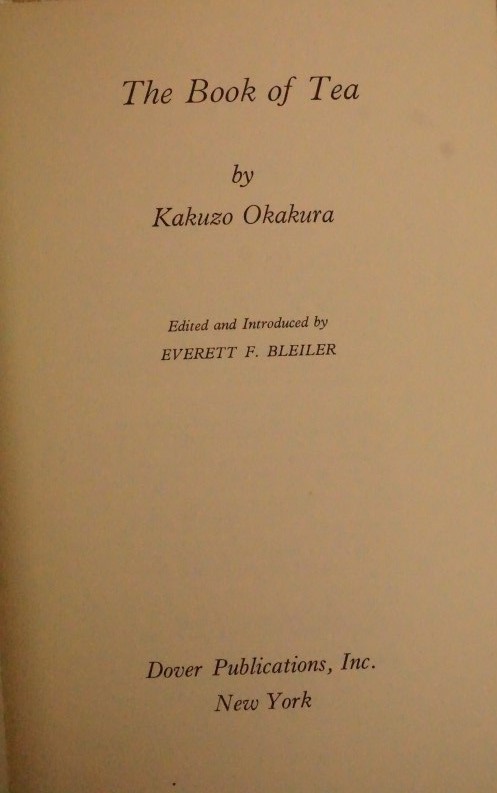 The Book of Tea
by
Kakuzo Okakura
Edited and Introduced by
EVERETT F. BLEILER
Dover Publications, Inc.
New York